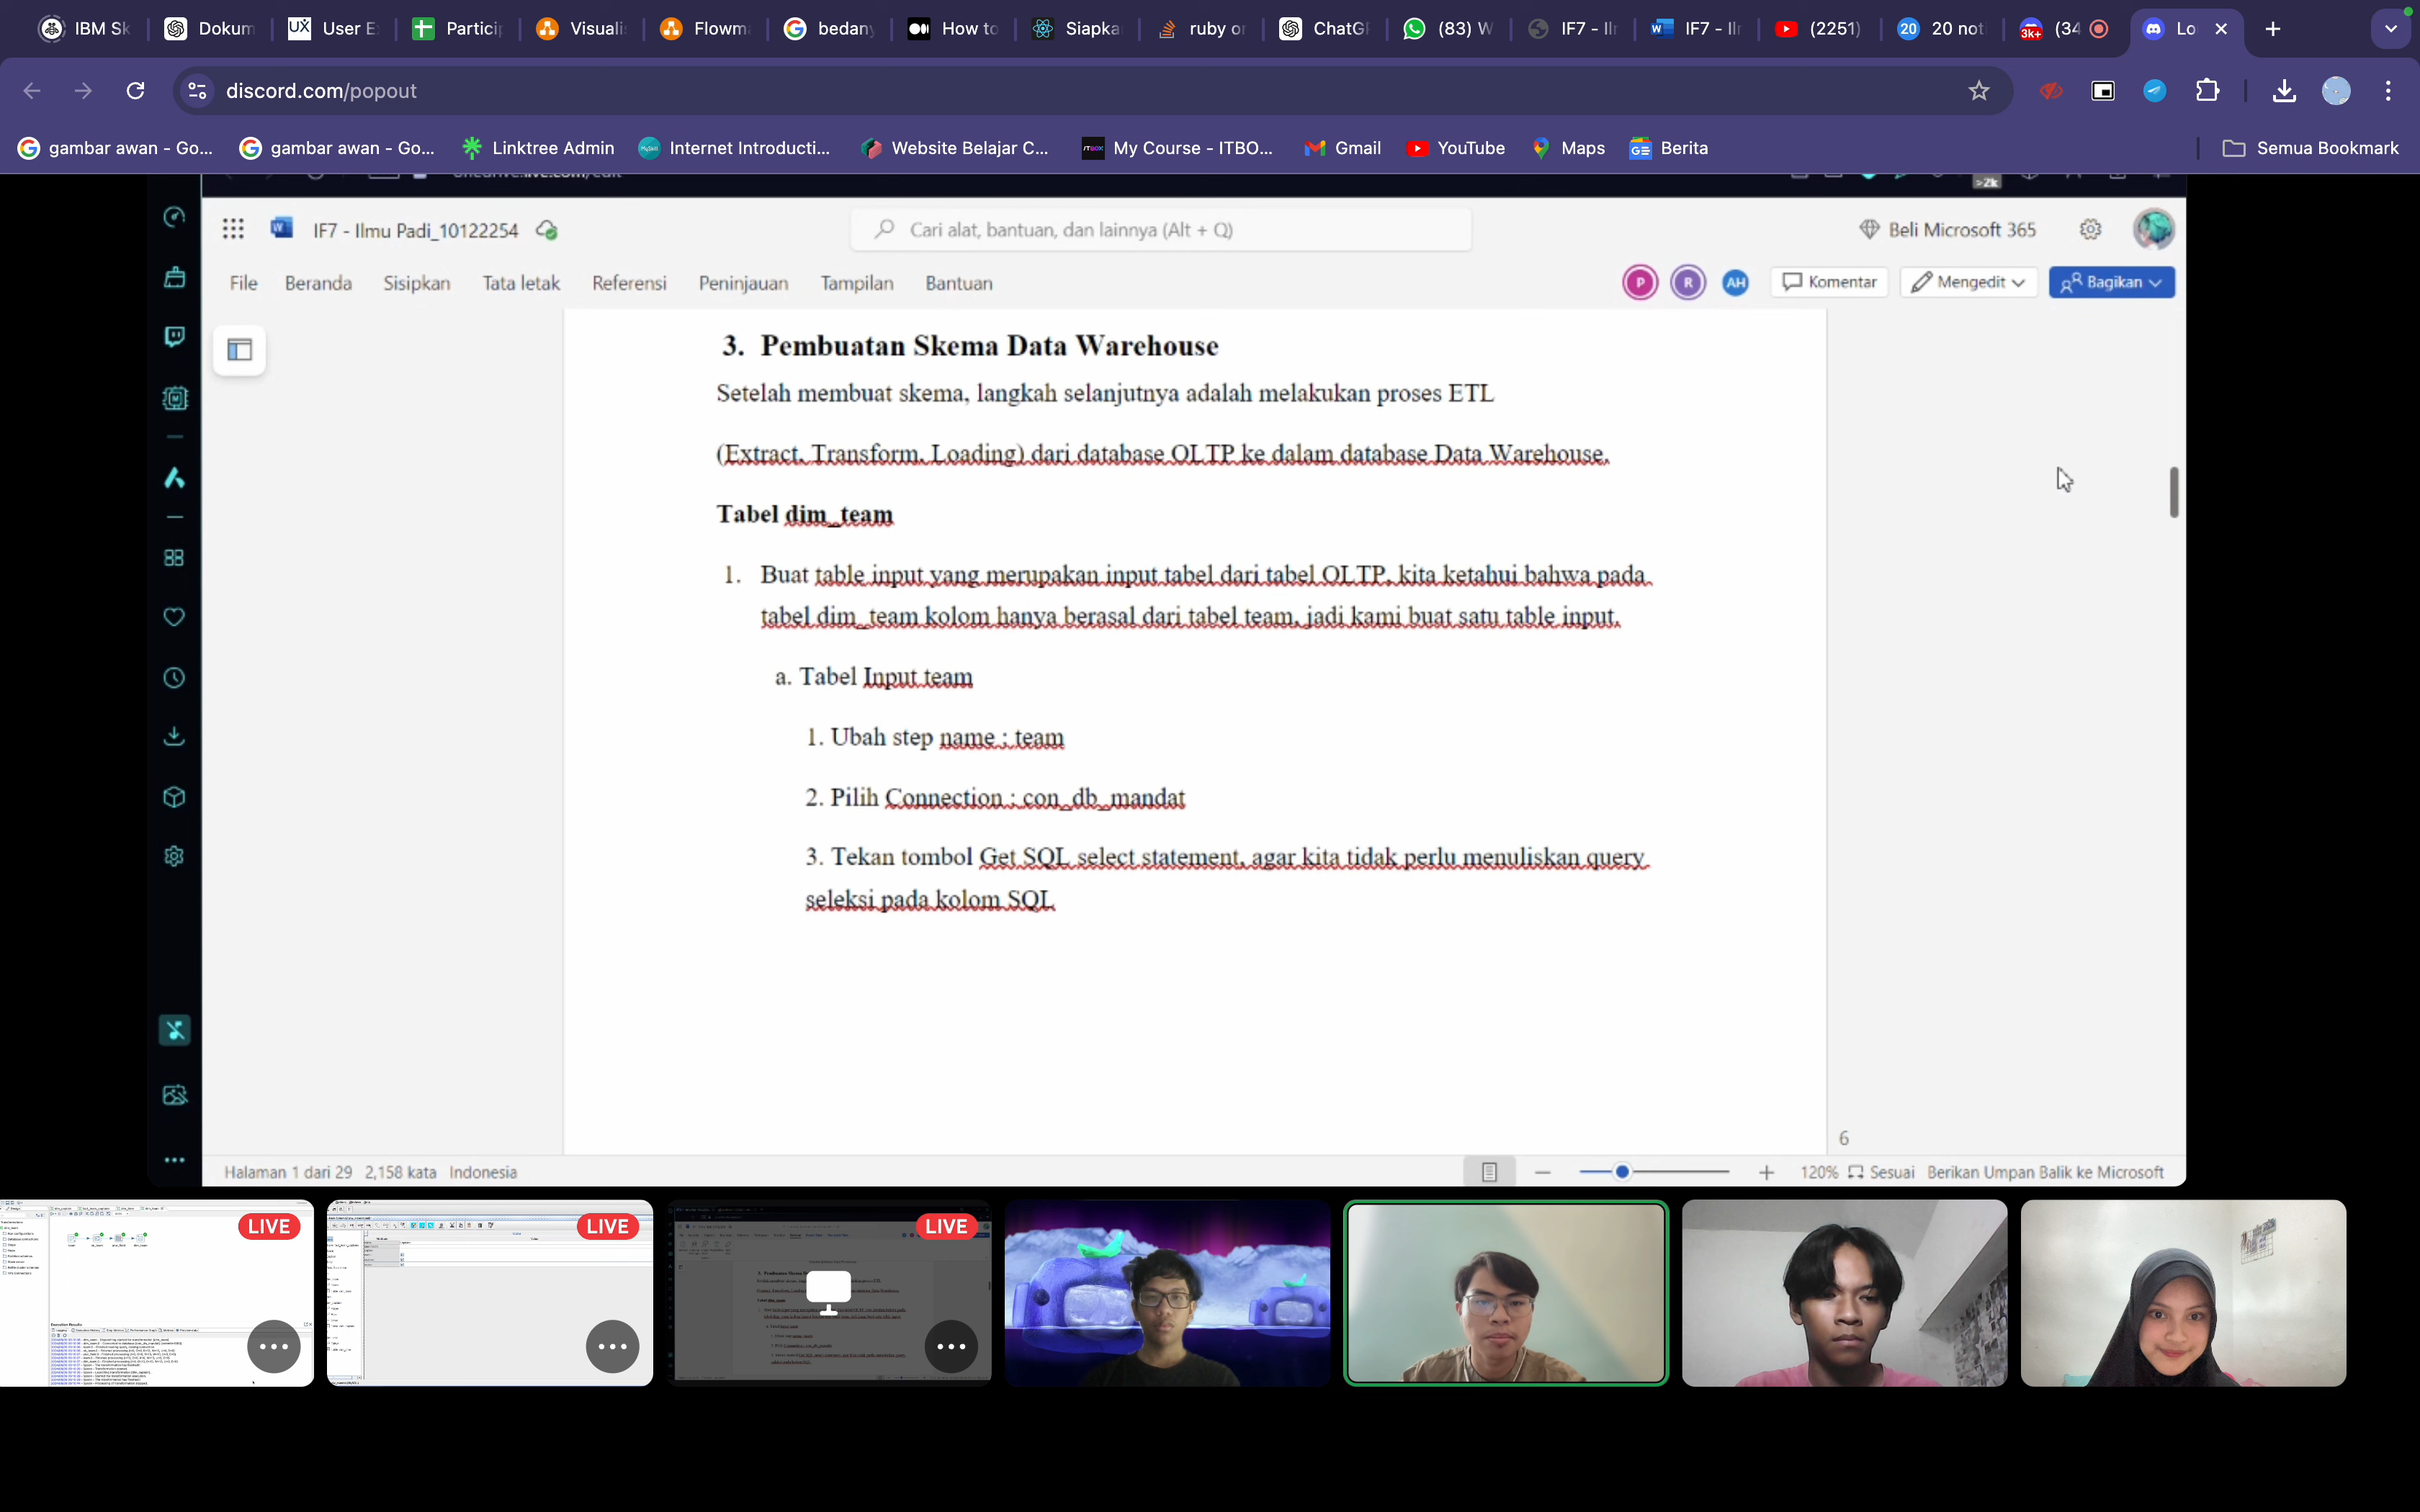 IBM Sk
Dokum
User E
Partici
Visuali
Flowm
bedany
How to
Siapka
ruby or
ChatGP
(83) W
IF7 - Iln
IF7 - Iln
(2251)
20 noti
(34
Lo
discord.com/popout
gambar awan - Go...
gambar awan - Go...
Linktree Admin
Internet Introducti...
Website Belajar C...
My Course - ITBO...
Gmail
YouTube
Maps
Berita
Semua Bookmark
>2k
IF7 - Ilmu Padi_10122254
Cari alat, bantuan, dan lainnya (Alt + Q)
Beli Microsoft 365
File
Beranda
Sisipkan
Tata letak
Referensi
Peninjauan
Tampilan
Bantuan
P
R
AH
Komentar
Mengedit
Bagikan
3. Pembuatan Skema Data Warehouse
Setelah membuat skema, langkah selanjutnya adalah melakukan proses ETL
(Extract, Transform, Loading) dari database OLTP ke dalam database Data Warehouse.
Tabel dim_team
1. Buat table input yang merupakan input tabel dari tabel OLTP, kita ketahui bahwa pada
tabel dim_team kolom hanya berasal dari tabel team, jadi kami buat satu table input.
a. Tabel Input team
1. Ubah step name : team
2. Pilih Connection : con_db_mandat
3. Tekan tombol Get SQL select statement, agar kita tidak perlu menuliskan query
seleksi pada kolom SQL
6
Halaman 1 dari 29
2,158 kata
Indonesia
120%
Sesuai
Berikan Umpan Balik ke Microsoft
LIVE
LIVE
LIVE